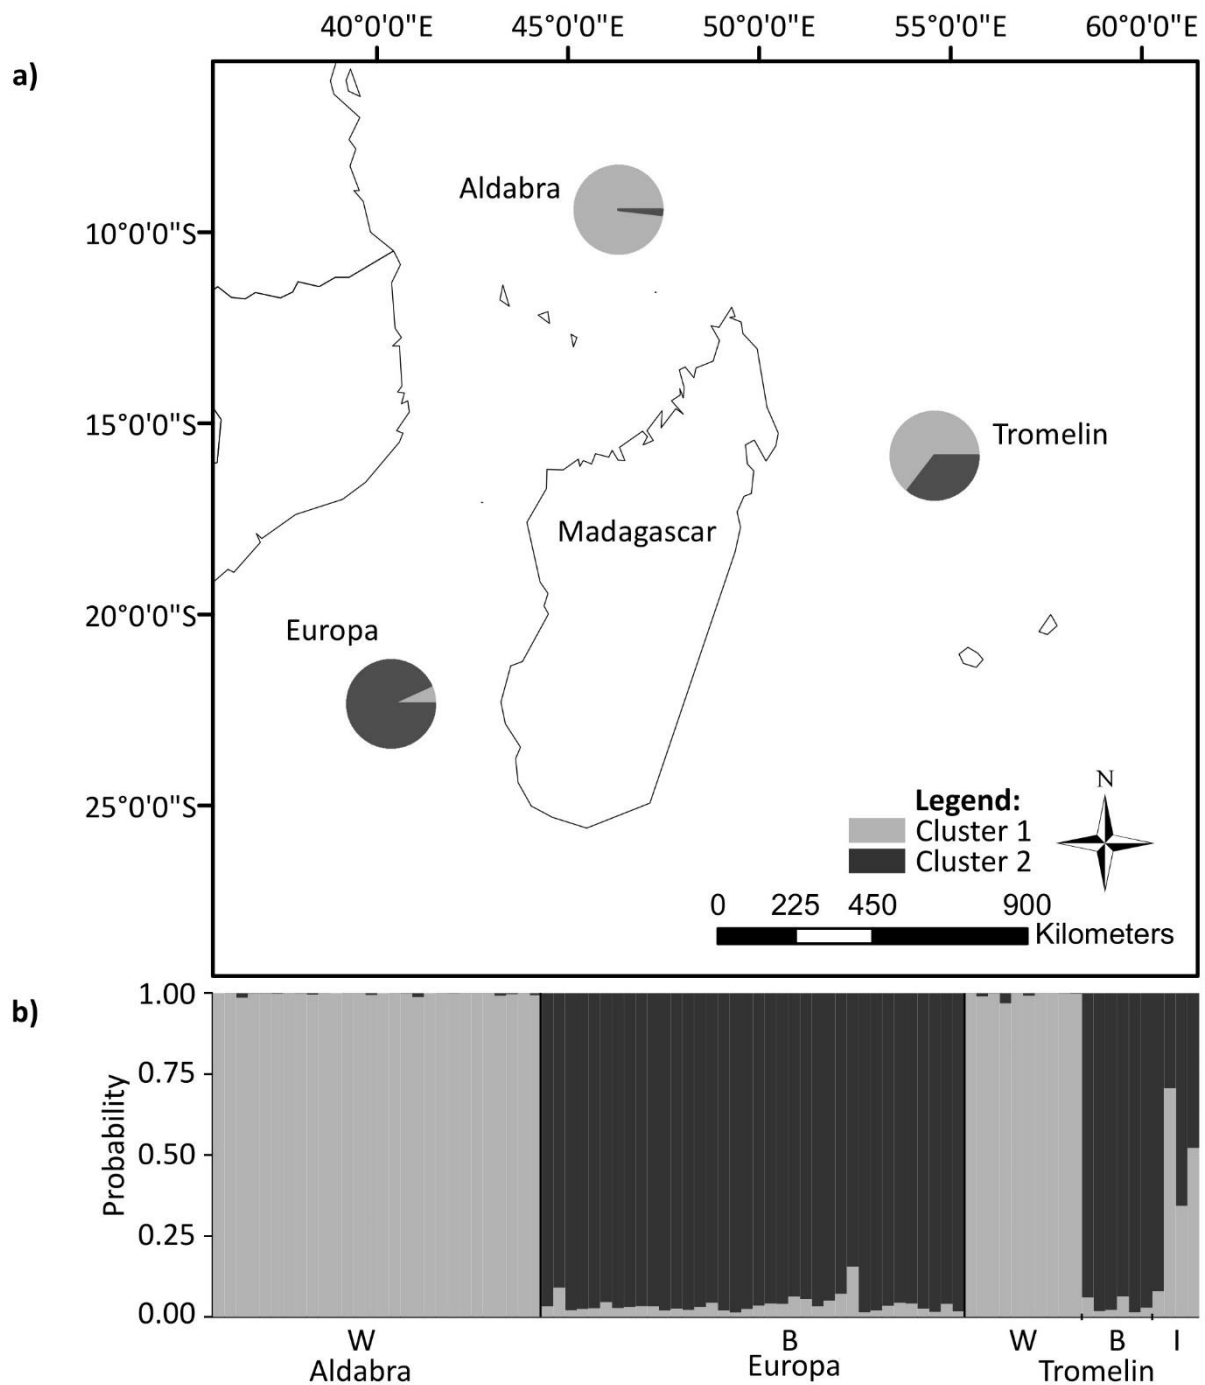 40°0'0"E 45°0'0"E 50°0'0"E 55°0'0"E 60°0'0"E
a)
Aldabra
10°0'0"S
15°0'0"S
Tromelin
Madagascar
20°0'0"S
Europa
25°0'0"S
N
Legend:
Cluster 1
Cluster 2
0 225 450 900
Kilometers
b)
1.00
0.75
0.50
0.25
0.00
Probability
W B W B I
Aldabra Europa Tromelin